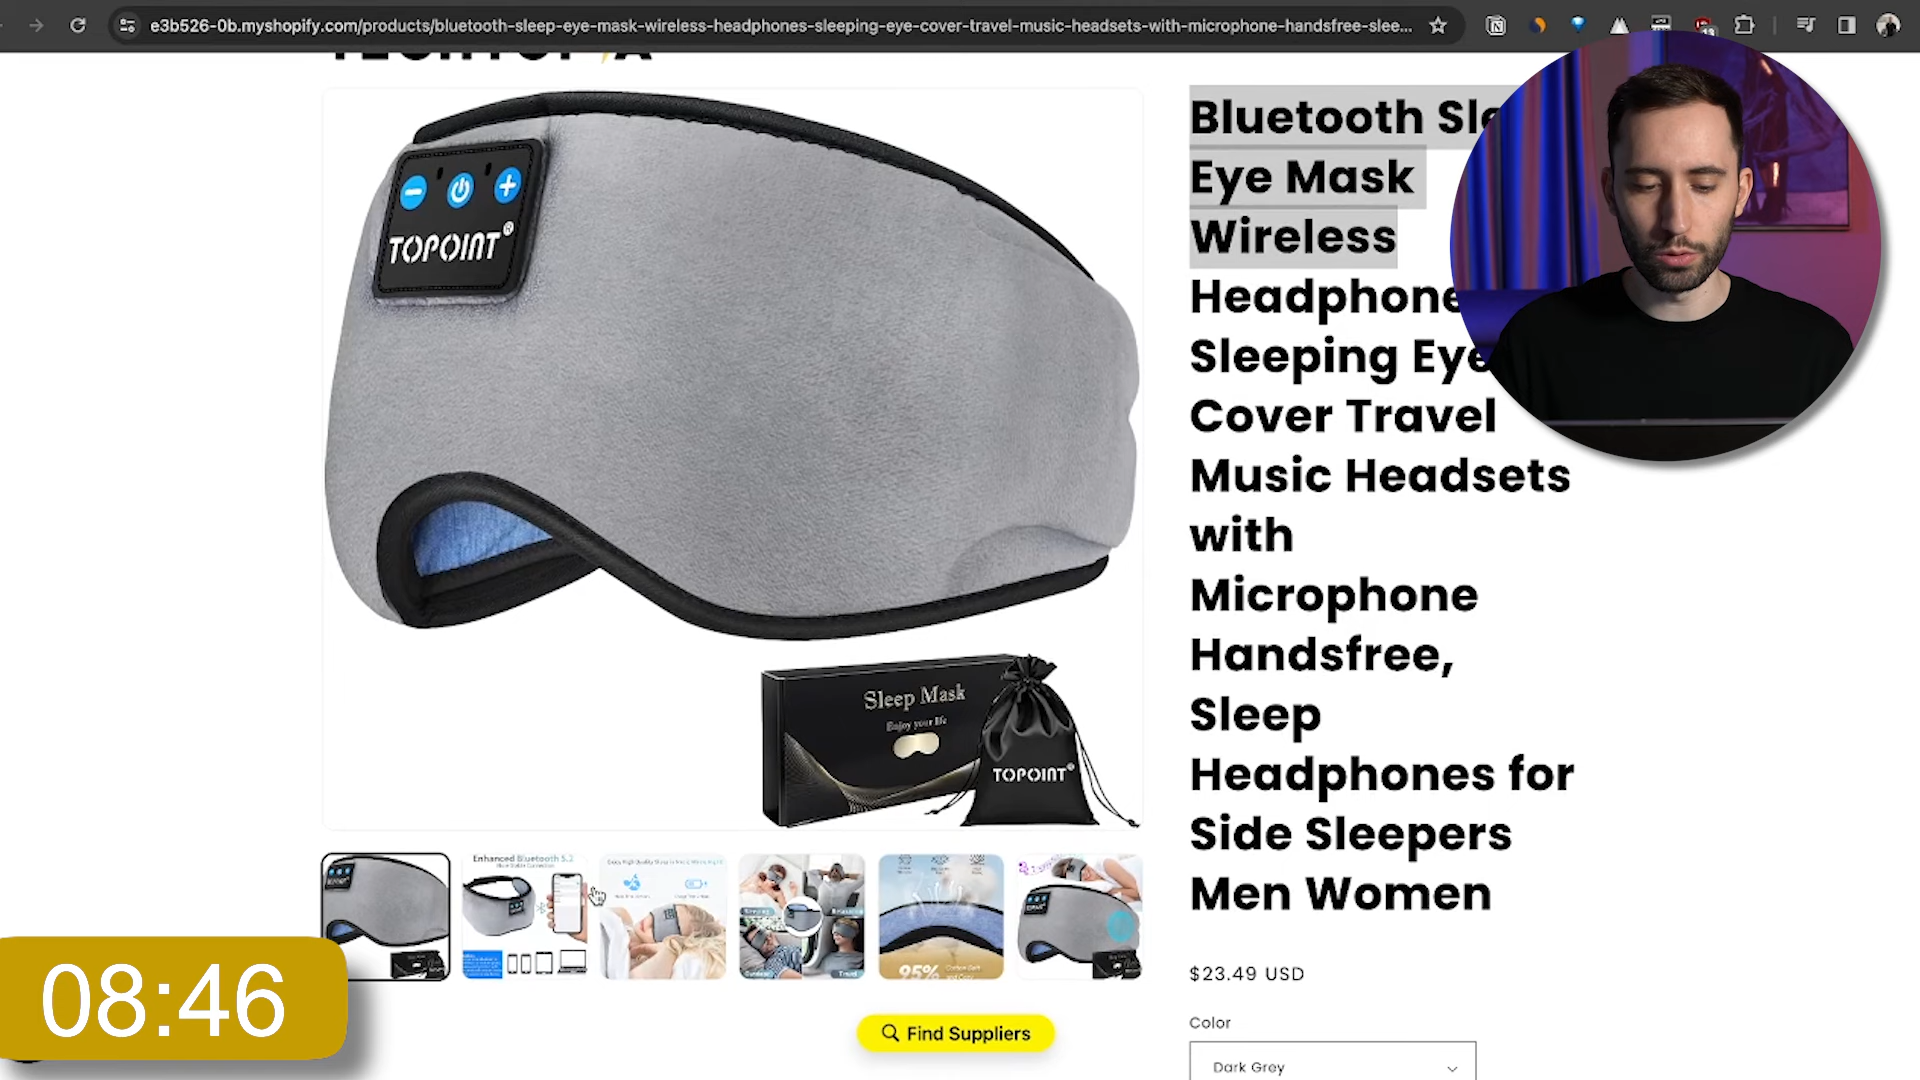 e3b526-0b.myshopify.com/products/bluetooth-sleep-eye-mask-wireless-headphones-sleeping-eye-cover-travel-music-headsets-with-microphone-handsfree-slee...
TOPOINT®
Sleep Mask
Enjoy your life
TOPOINT®
Bluetooth
Eye Mask
Wireless
Headphone
Sleeping Eye
Cover Travel
Music Headsets
with
Microphone
Handsfree,
Sleep
Headphones for
Side Sleepers
Men Women
$23.49 USD
Color
Dark Grey
Enhanced Bluetooth 5.2
95%
Find Suppliers
08:46